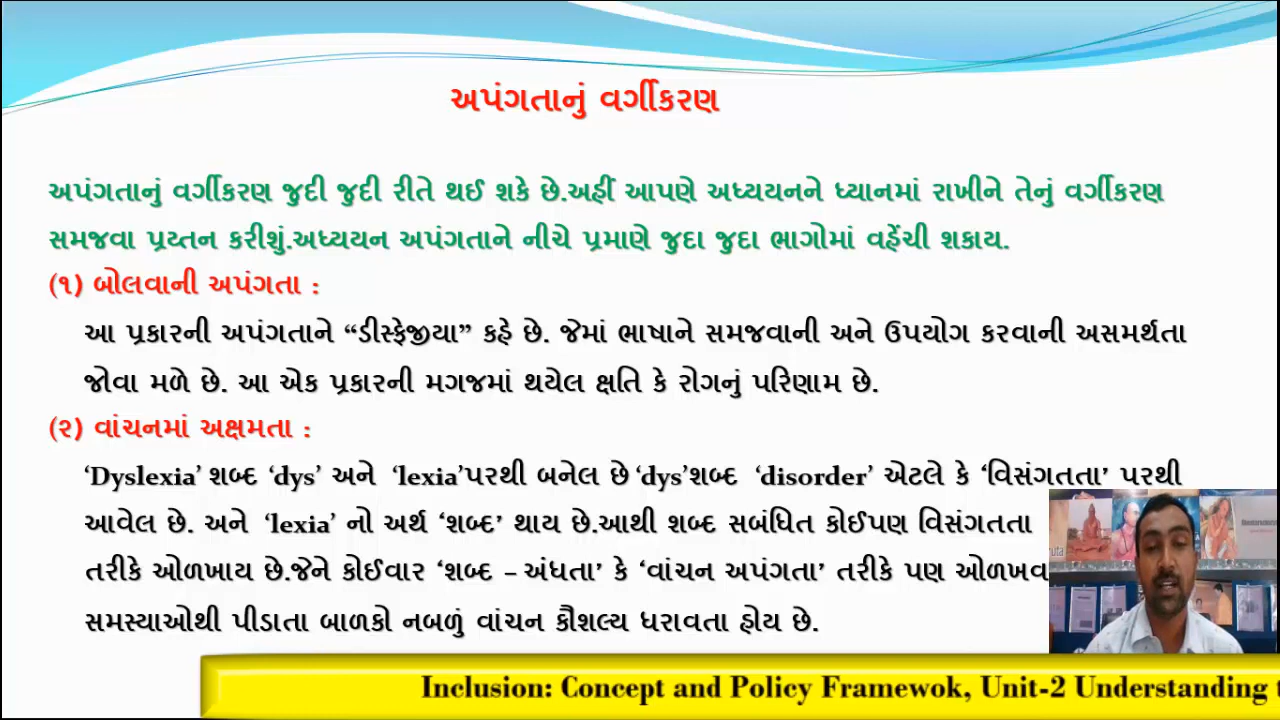 અપંગતાનું વર્ગીકરણ
અપંગતાનું વર્ગીકરણ જુદી જુદી રીતે થઈ શકે છે.અહીં આપણે અધ્યયનને ધ્યાનમાં રાખીને તેનું વર્ગીકરણ
સમજવા પ્રય્તન કરીશું.અધ્યયન અપંગતાને નીચે પ્રમાણે જુદા જુદા ભાગોમાં વહેંચી શકાય.
(૧) બોલવાની અપંગતા :
આ પ્રકારની અપંગતાને “ડીસ્ફેજીયા” કહે છે. જેમાં ભાષાને સમજવાની અને ઉપયોગ કરવાની અસમર્થતા
જોવા મળે છે. આ એક પ્રકારની મગજમાં થયેલ ક્ષતિ કે રોગનું પરિણામ છે.
(૨) વાંચનમાં અક્ષમતા :
‘Dyslexia’ શબ્દ ‘dys’ અને ‘lexia’પરથી બનેલ છે ‘dys’શબ્દ ‘disorder’ એટલે કે ‘વિસંગતતા’ પરથી
આવેલ છે. અને ‘lexia’ નો અર્થ ‘શબ્દ’ થાય છે.આથી શબ્દ સબંધિત કોઈપણ વિસંગતતા
તરીકે ઓળખાય છે.જેને કોઈવાર ‘શબ્દ – અંધતા’ કે ‘વાંચન અપંગતા’ તરીકે પણ ઓળખવ
સમસ્યાઓથી પીડાતા બાળકો નબળું વાંચન કૌશલ્ય ધરાવતા હોય છે.
Inclusion: Concept and Policy Framewok, Unit-2 Understanding